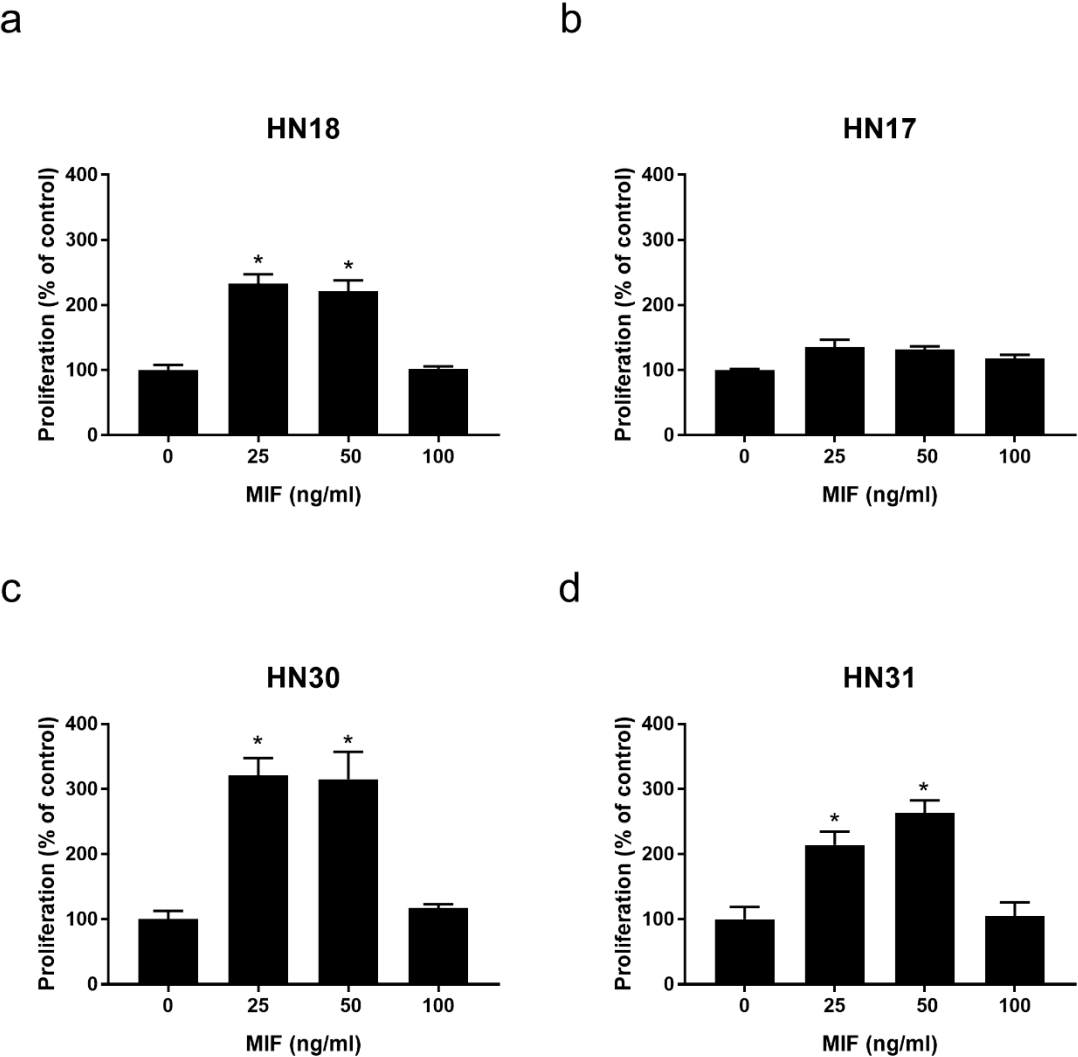 a
HN18
Proliferation (% of control)
400
300
200
100
0
* *
0 25 50 100
MIF (ng/ml)
b
HN17
Proliferation (% of control)
400
300
200
100
0
0 25 50 100
MIF (ng/ml)
c
HN30
Proliferation (% of control)
400
300
200
100
0
* *
0 25 50 100
MIF (ng/ml)
d
HN31
Proliferation (% of control)
400
300
200
100
0
* *
0 25 50 100
MIF (ng/ml)